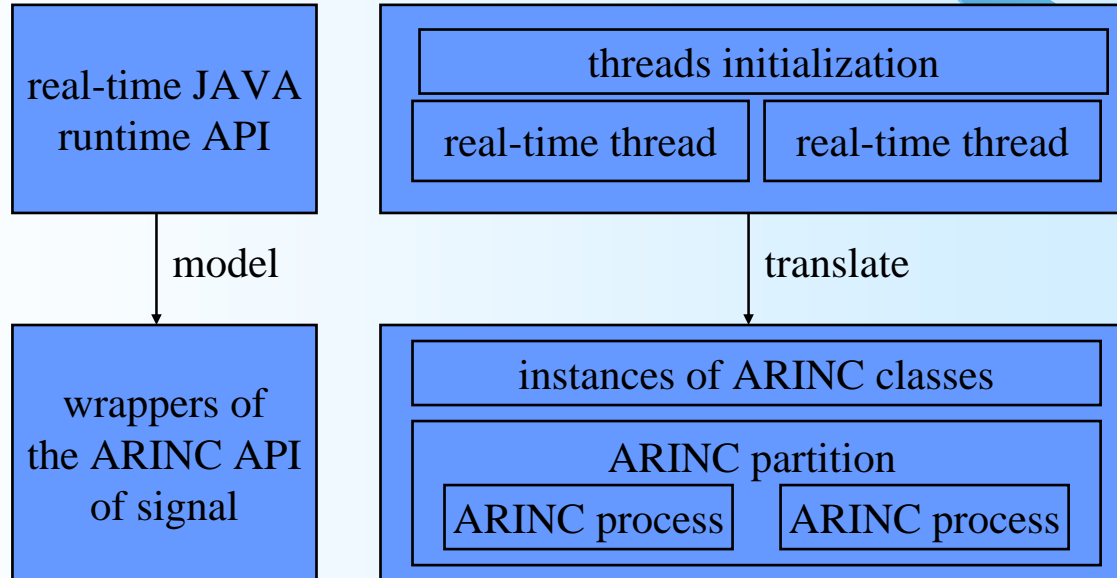 real-time JAVA
runtime API
threads initialization
real-time thread
real-time thread
model
translate
wrappers of
the ARINC API
of signal
instances of ARINC classes
ARINC partition
ARINC process
ARINC process